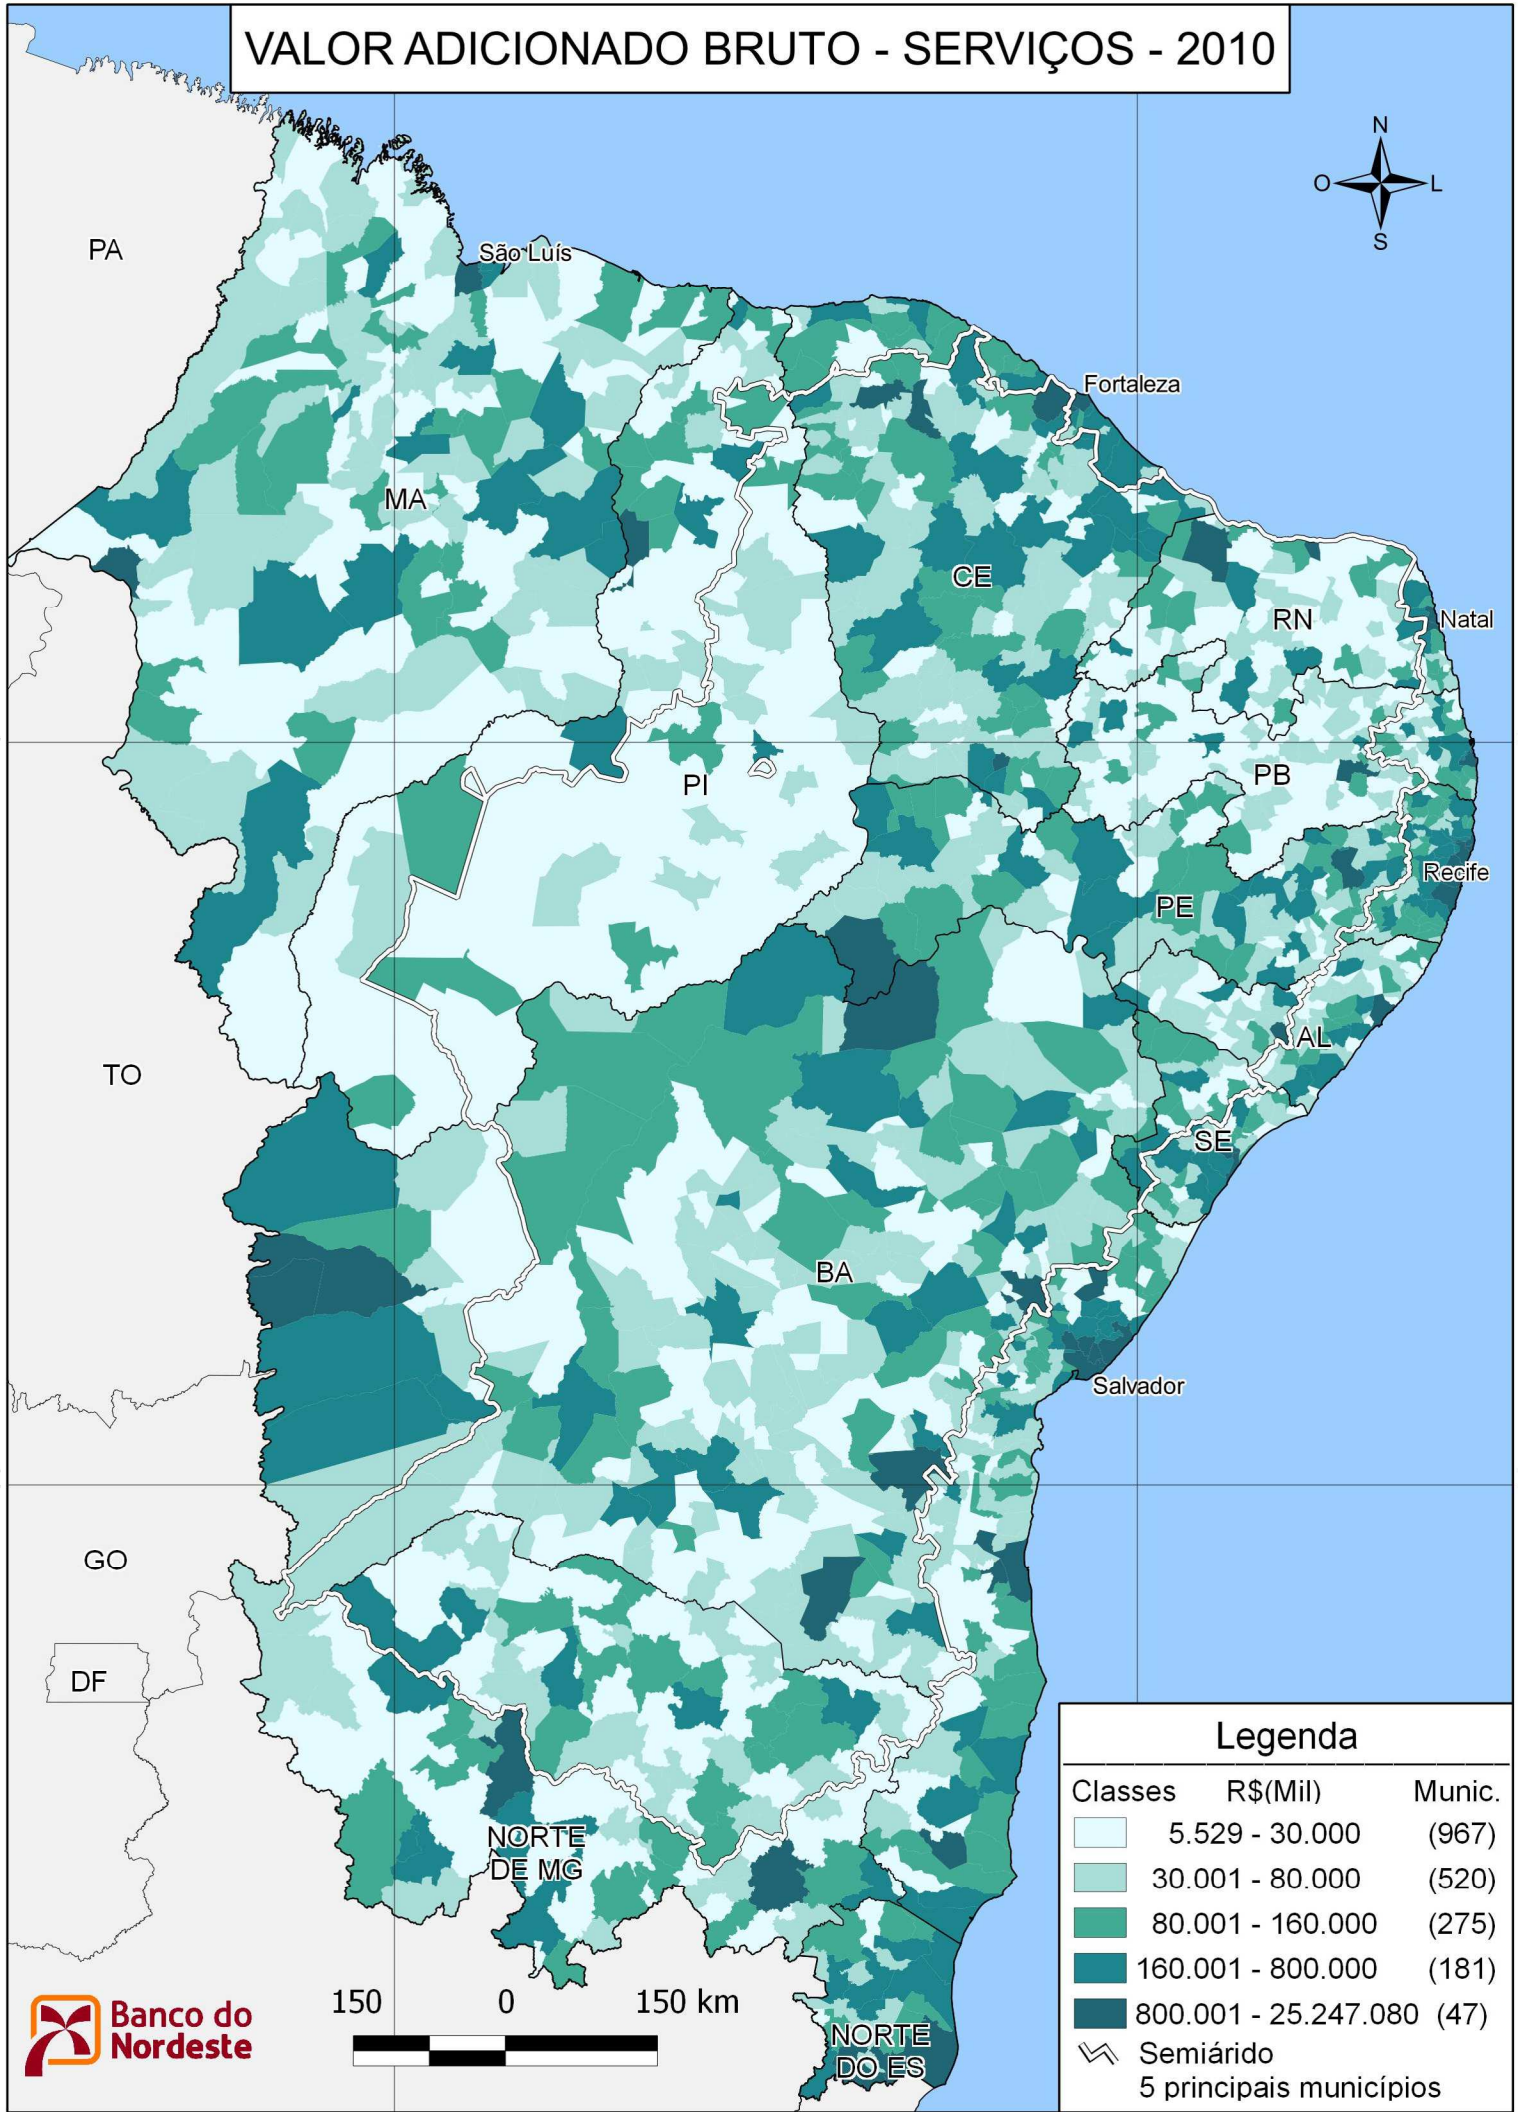 VALOR ADICIONADO BRUTO - SERVIÇOS - 2010
N
O
L
S
PA
São Luís
Fortaleza
MA
CE
RN
Natal
PI
PB
Recife
PE
TO
AL
SE
BA
Salvador
GO
DF
NORTE
DE MG
NORTE
DO ES
Legenda
Classes R$(Mil) Munic.
5.529 - 30.000 (967)
30.001 - 80.000 (520)
80.001 - 160.000 (275)
160.001 - 800.000 (181)
800.001 - 25.247.080 (47)
Semiárido
5 principais municípios
150 0 150 km
Banco do
Nordeste